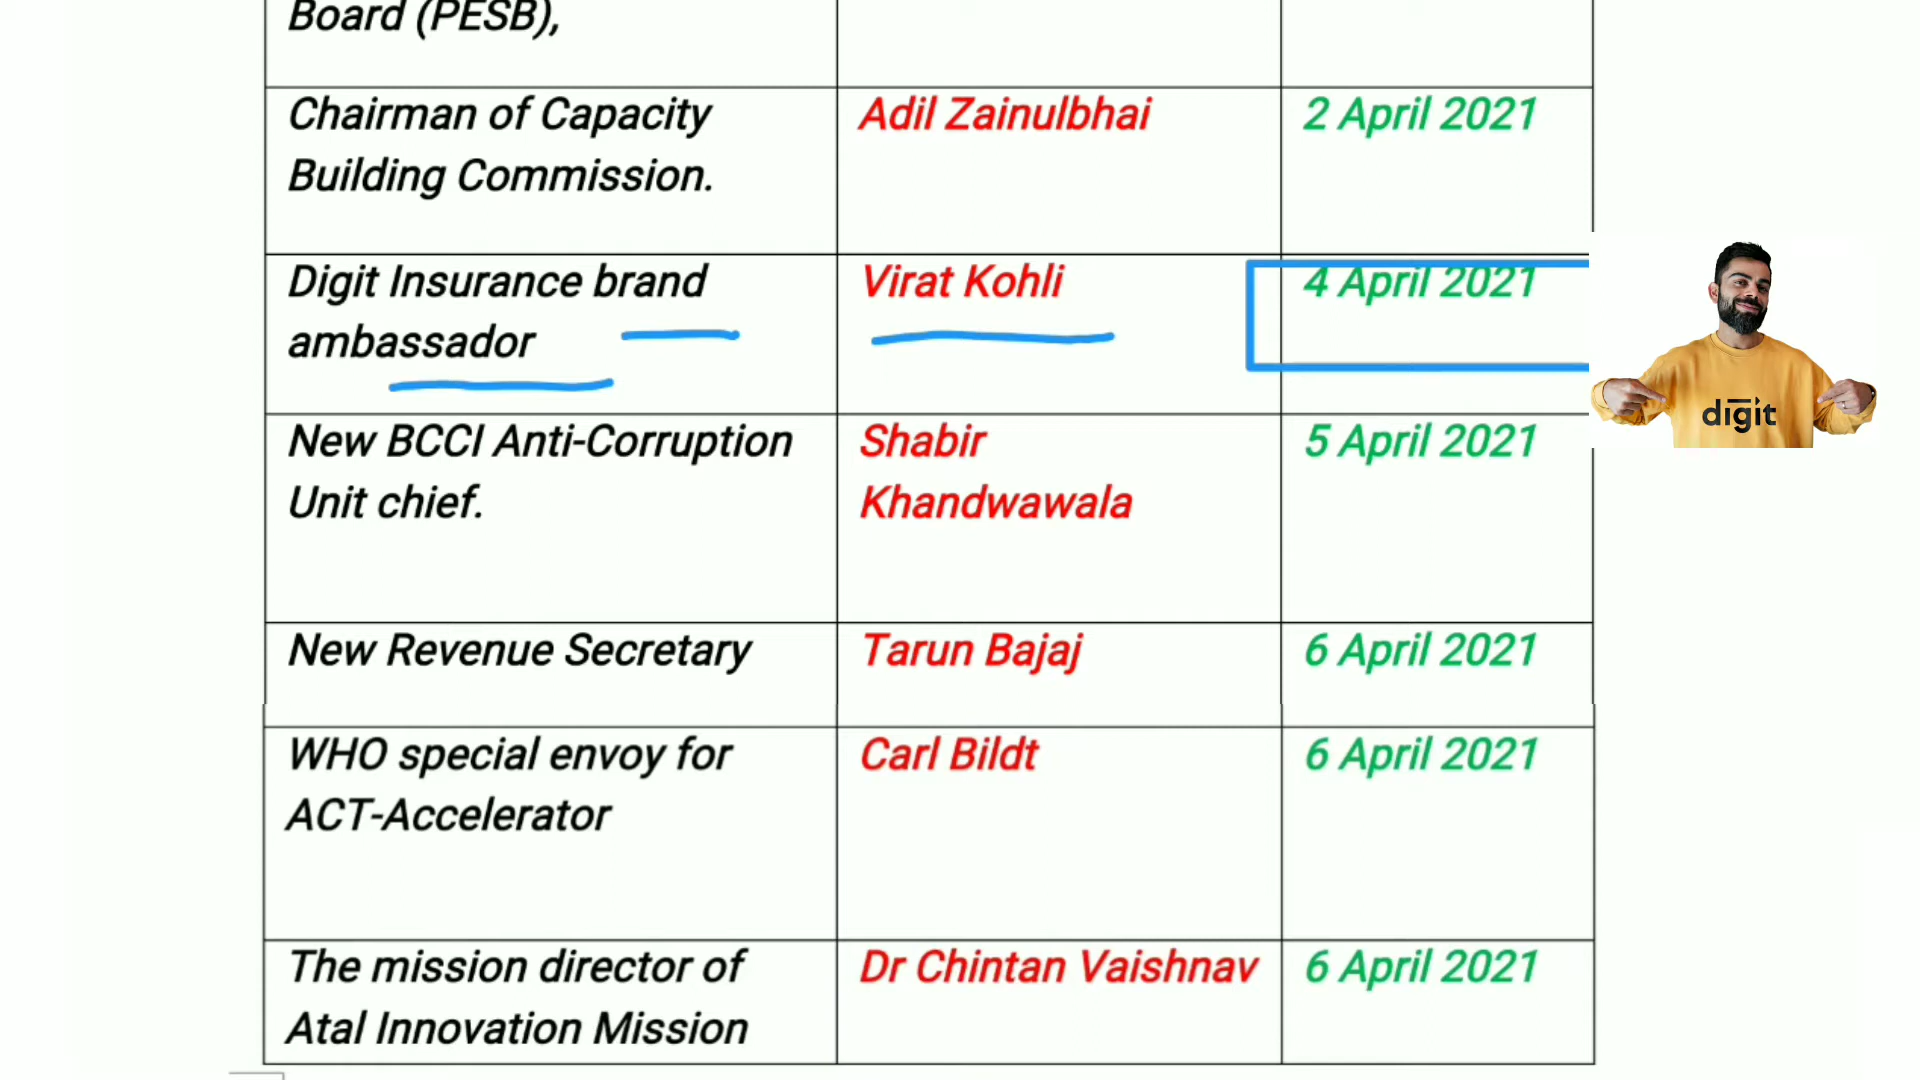 Board (PESB),
Chairman of Capacity
Building Commission.
Adil Zainulbhai
2 April 2021
Digit Insurance brand
ambassador
Virat Kohli
4 April 2021
digit
New BCCI Anti-Corruption
Unit chief.
Shabir
Khandwawala
5 April 2021
New Revenue Secretary
Tarun Bajaj
6 April 2021
WHO special envoy for
ACT-Accelerator
Carl Bildt
6 April 2021
The mission director of
Atal Innovation Mission
Dr Chintan Vaishnav
6 April 2021